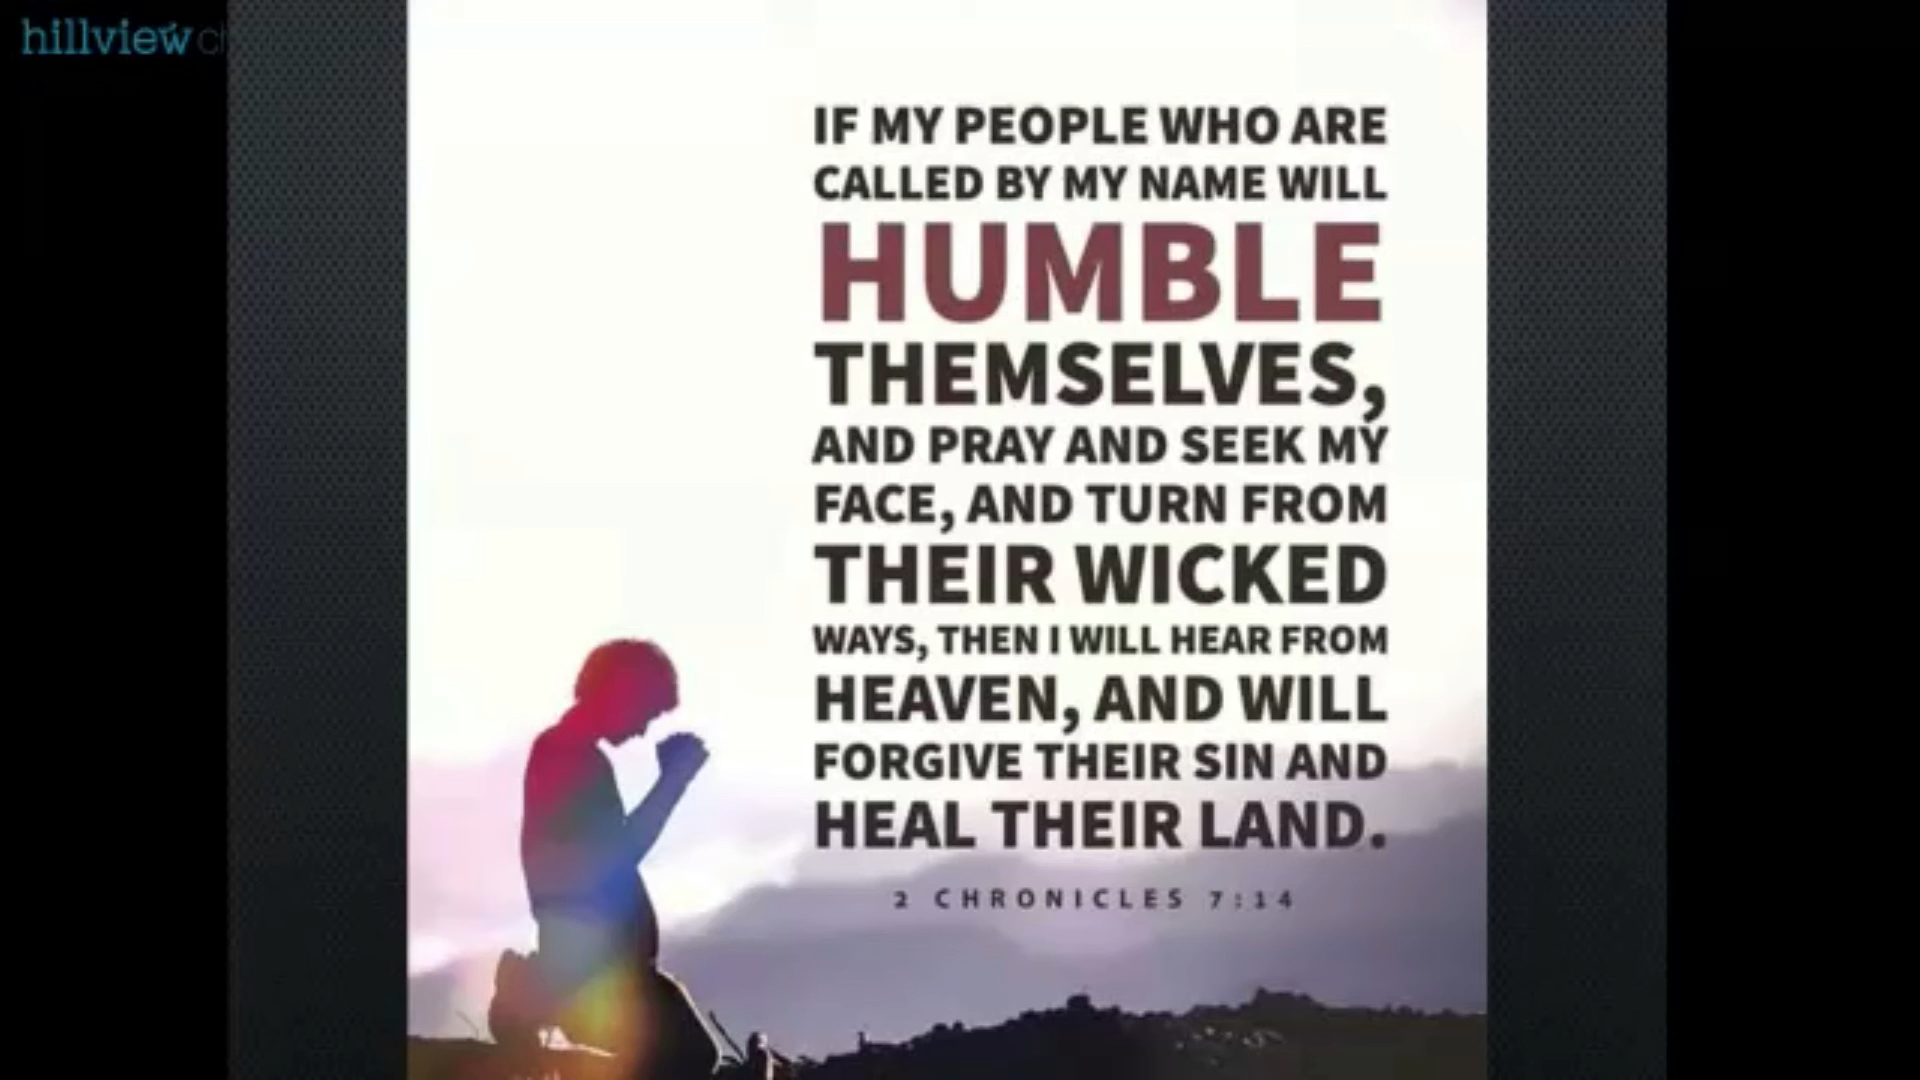 hillview
IF MY PEOPLE WHO ARE
CALLED BY MY NAME WILL
HUMBLE
THEMSELVES,
AND PRAY AND SEEK MY
FACE, AND TURN FROM
THEIR WICKED
WAYS, THEN I WILL HEAR FROM
HEAVEN, AND WILL
FORGIVE THEIR SIN AND
HEAL THEIR LAND.
2 CHRONICLES 7:14